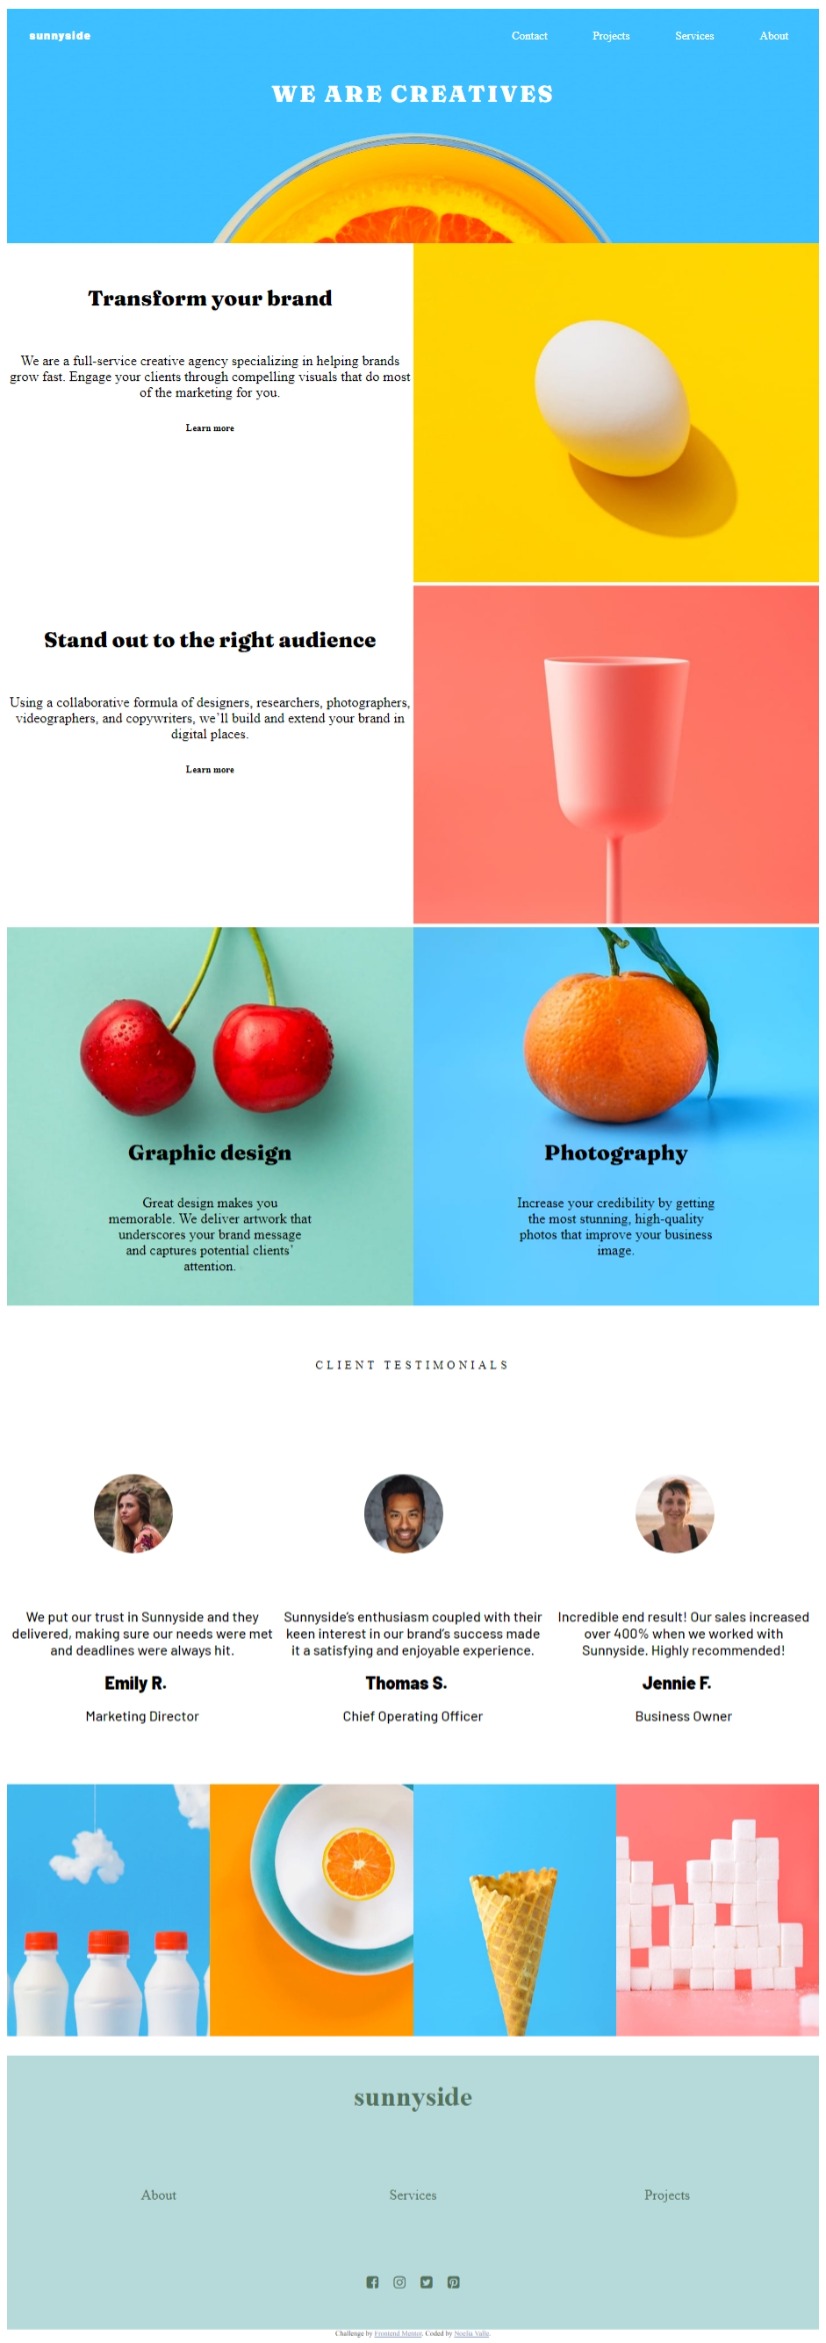 sunnyside
Contact Projects Services About
WE ARE CREATIVES
Transform your brand
We are a full-service creative agency specializing in helping brands
grow fast. Engage your clients through compelling visuals that do most
of the marketing for you.
Learn more
Stand out to the right audience
Using a collaborative formula of designers, researchers, photographers,
videographers, and copywriters, we'll build and extend your brand in
digital places.
Learn more
Graphic design
Great design makes you
memorable. We deliver artwork that
underscores your brand message
and captures potential clients'
attention.
Photography
Increase your credibility by getting
the most stunning, high-quality
photos that improve your business
image.
CLIENT TESTIMONIALS
We put our trust in Sunnyside and they
delivered, making sure our needs were met
and deadlines were always hit.
Emily R.
Marketing Director
Sunnyside's enthusiasm coupled with their
keen interest in our brand's success made
it a satisfying and enjoyable experience.
Thomas S.
Chief Operating Officer
Incredible end result! Our sales increased
over 400% when we worked with
Sunnyside. Highly recommended!
Jennie F.
Business Owner
sunnyside
About Services Projects
Challenge by Frontend Mentor. Coded by